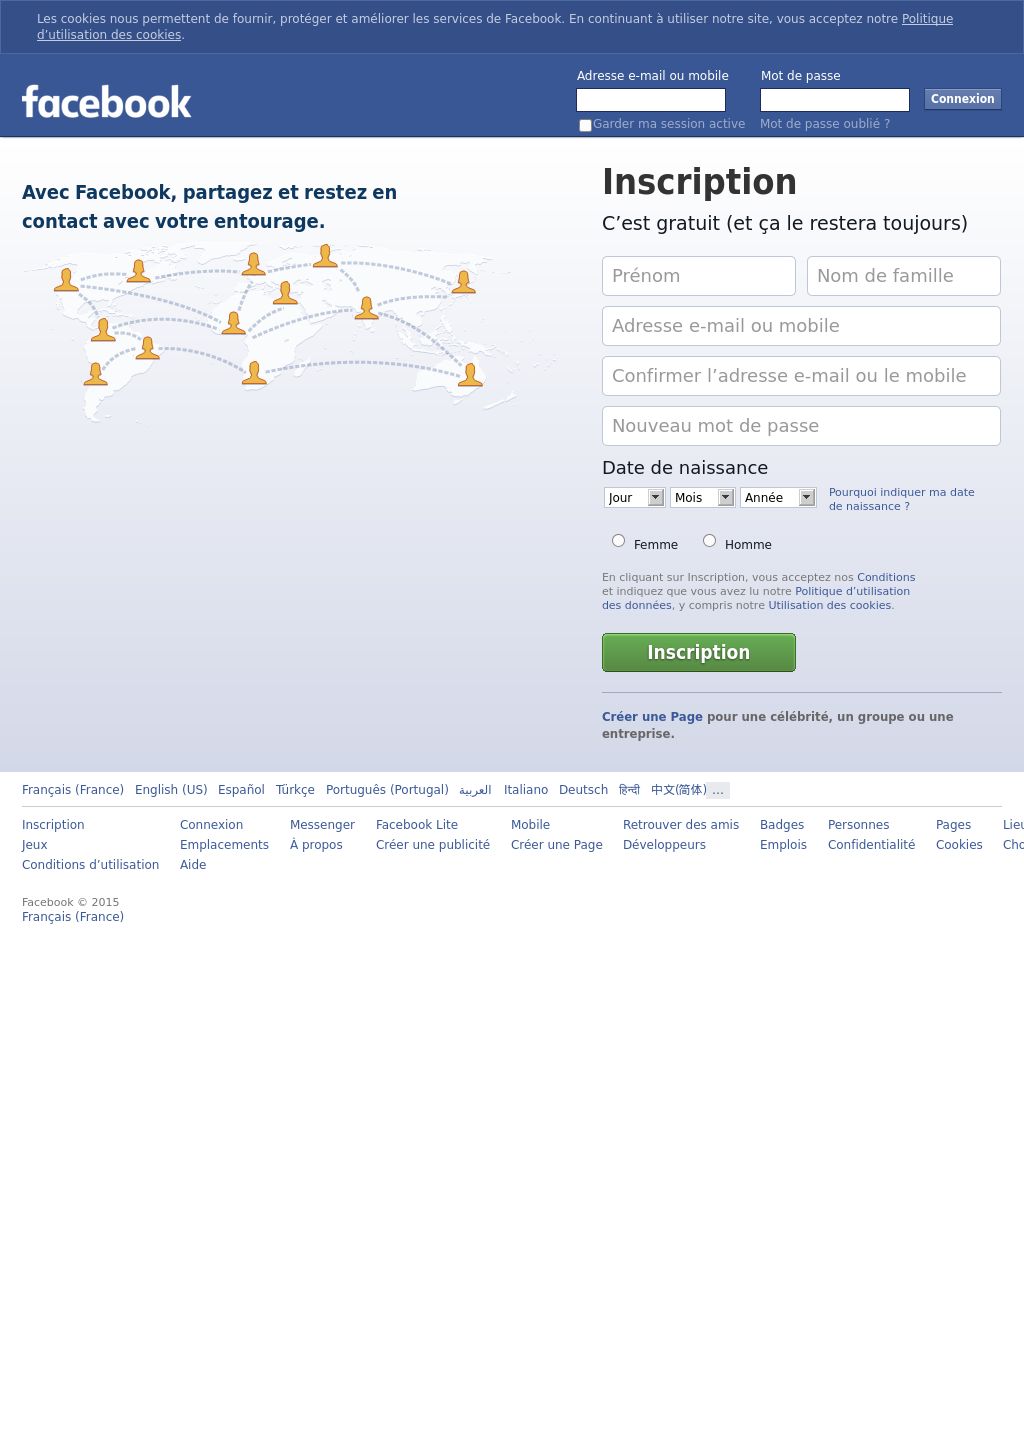 Les cookies nous permettent de fournir, protéger et améliorer les services de Facebook. En continuant à utiliser notre site, vous acceptez notre Politique
d’utilisation des cookies.
facebook
Adresse e-mail ou mobile
Mot de passe
Connexion
Garder ma session active
Mot de passe oublié ?
Avec Facebook, partagez et restez en
contact avec votre entourage.
Inscription
C’est gratuit (et ça le restera toujours)
Prénom
Nom de famille
Adresse e-mail ou mobile
Confirmer l’adresse e-mail ou le mobile
Nouveau mot de passe
Date de naissance
Jour
Mois
Année
Pourquoi indiquer ma date
de naissance ?
Femme
Homme
En cliquant sur Inscription, vous acceptez nos Conditions
et indiquez que vous avez lu notre Politique d’utilisation
des données, y compris notre Utilisation des cookies.
Inscription
Créer une Page pour une célébrité, un groupe ou une
entreprise.
Français (France) English (US) Español Türkçe Português (Portugal) العربية Italiano Deutsch हिन्दी 中文(简体) ...
Inscription Connexion Messenger Facebook Lite Mobile Retrouver des amis Badges Personnes Pages
Jeux Emplacements À propos Créer une publicité Créer une Page Développeurs Emplois Confidentialité Cookies
Conditions d’utilisation Aide
Facebook © 2015
Français (France)